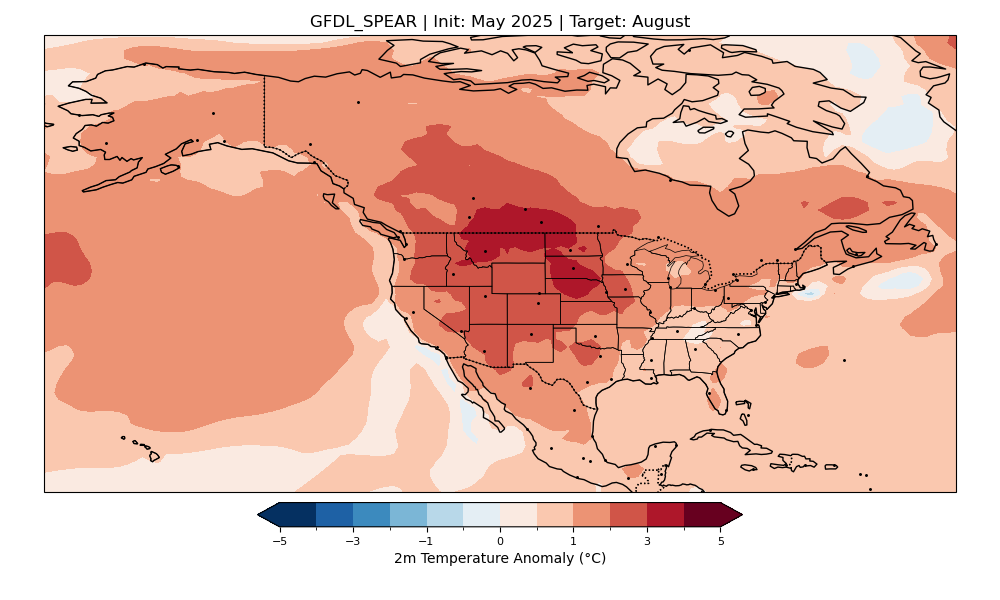 GFDL_SPEAR | Init: May 2025 | Target: August
−5 −3 −1 0 1 3 5
2m Temperature Anomaly (°C)